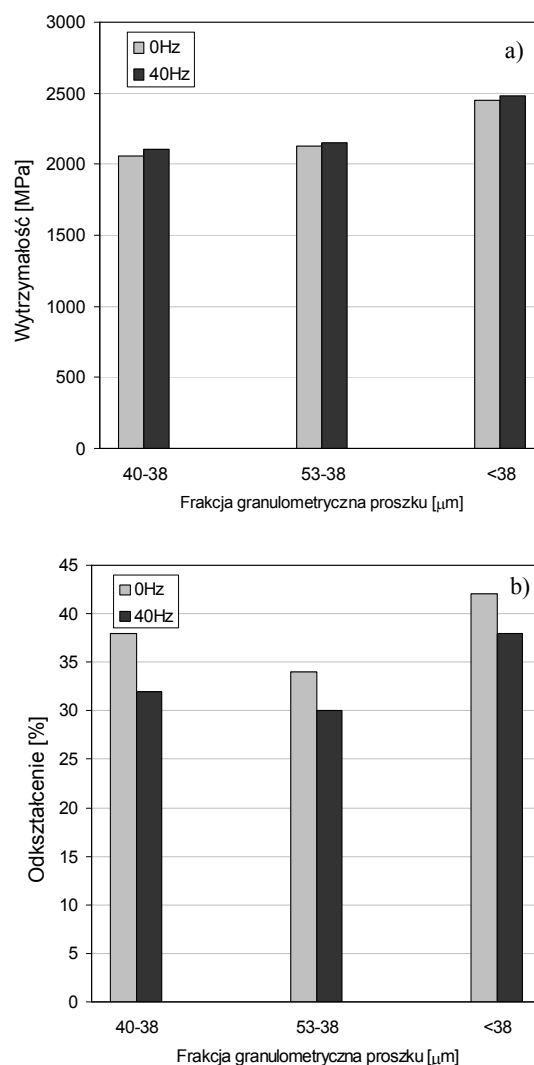 3000
a)
0Hz
40Hz
2500
2000
1500
1000
500
0
Wytrzymałość [MPa]
40-38 53-38 <38
Frakcja granulometryczna proszku [μm]
45
b)
0Hz
40Hz
40
35
30
25
20
15
10
5
0
Odkształcenie [%]
40-38 53-38 <38
Frakcja granulometryczna proszku [μm]